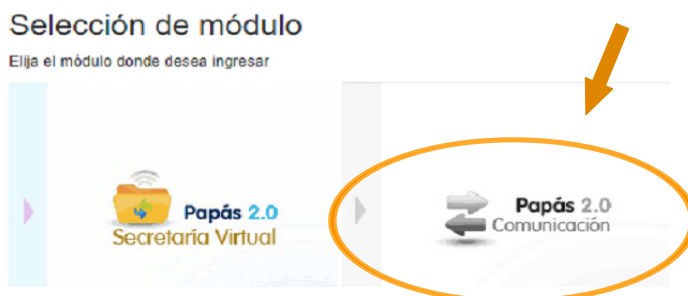 Selección de módulo
Elija el módulo donde desea ingresar
Papás 2.0
Secretaría Virtual
Papás 2.0
Comunicación